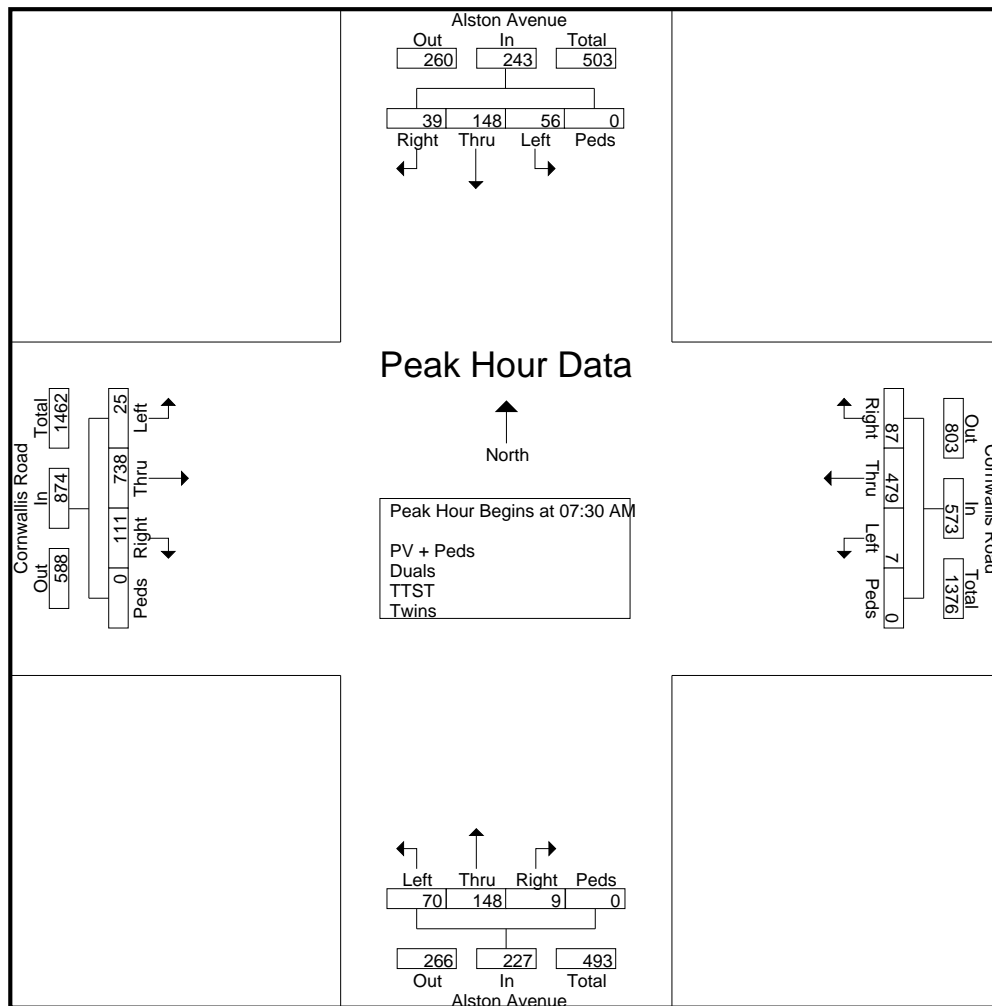 Alston Avenue
Out In Total
260 243 503
39 148 56 0
Right Thru Left Peds
Peak Hour Data
North
Peak Hour Begins at 07:30 AM
PV + Peds
Duals
TTST
Twins
Cornwallis Road
Out In Total
588 874 1462
0 111 738 25
Peds Right Thru Left
Cornwallis Road
Out In Total
803 573 1376
87 479 7 0
Right Thru Left Peds
Left Thru Right Peds
70 148 9 0
266 227 493
Out In Total
Alston Avenue